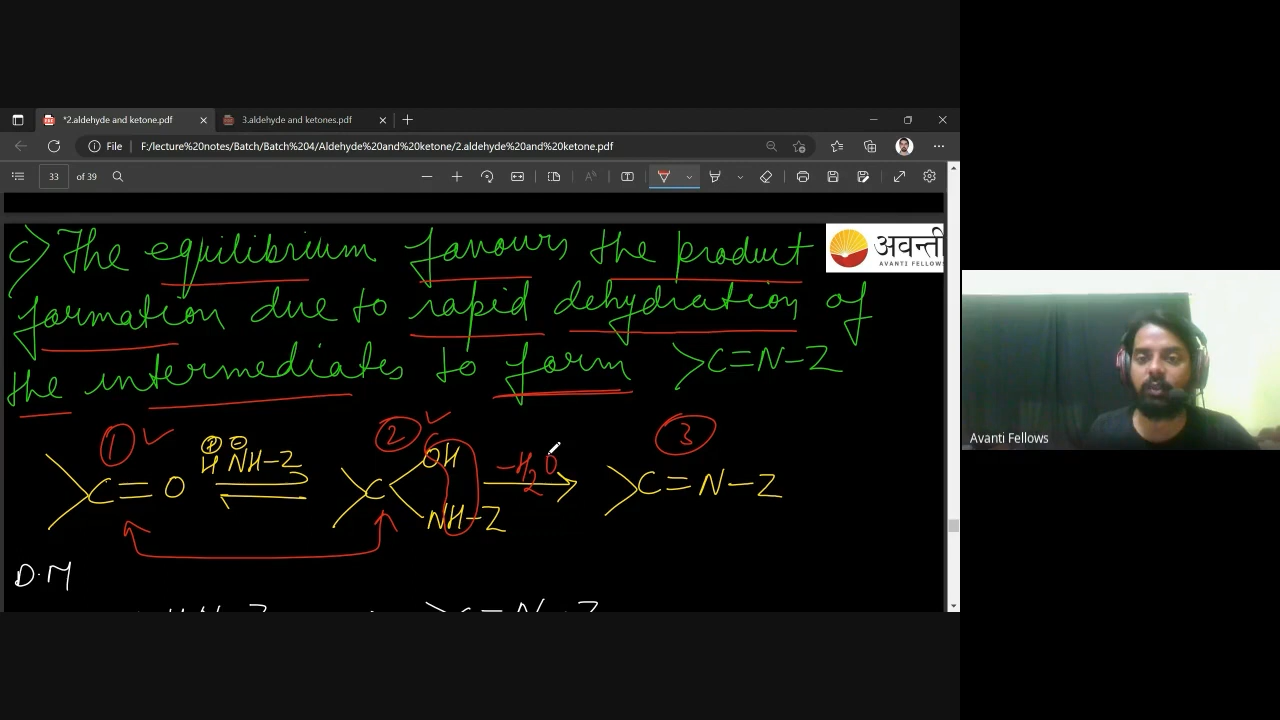 *2.aldehyde and ketone.pdf
3.aldehyde and ketones.pdf
File
F:/lecture%20notes/Batch/Batch%204/Aldehyde%20and%20ketone/2.aldehyde%20and%20ketone.pdf
33 of 39
c) The equilibrium favours the product
formation due to rapid dehydration of
the intermediates to form >C=N-Z
अवन्ती
AVANTI FELLOWS
1 2 3
>C=O
H⊕ ⊖NH-Z
C OH NH-Z
-H2O
>C=N-Z
D.M
>C=N-Z
Avanti Fellows